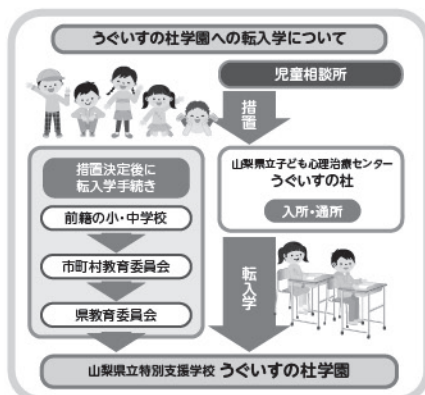 うぐいすの杜学園への転入学について
児童相談所
措置
山梨県立子ども心理治療センター
うぐいすの杜
入所・通所
措置決定後に
転入学手続き
前籍の小・中学校
市町村教育委員会
県教育委員会
転入学
山梨県立特別支援学校 うぐいすの杜学園